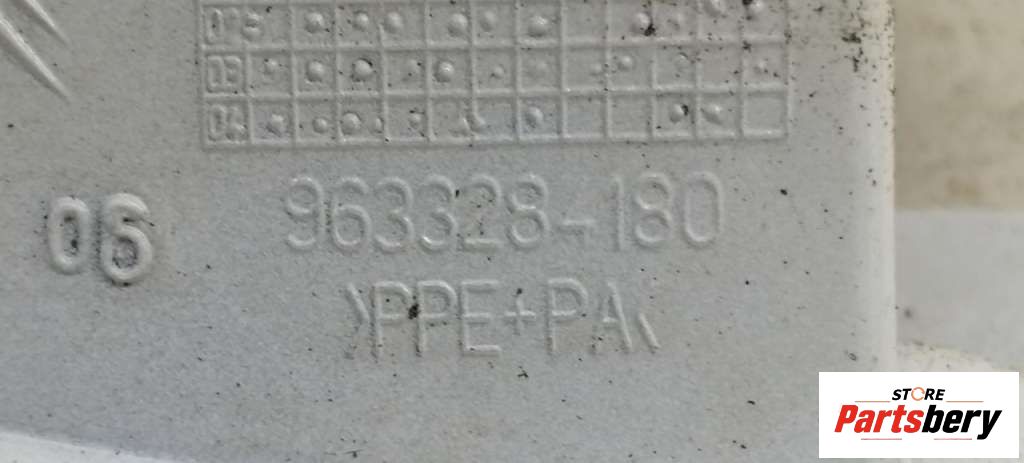 03
04
06
963328-180
>PPE+PA<
STORE
Partsbery